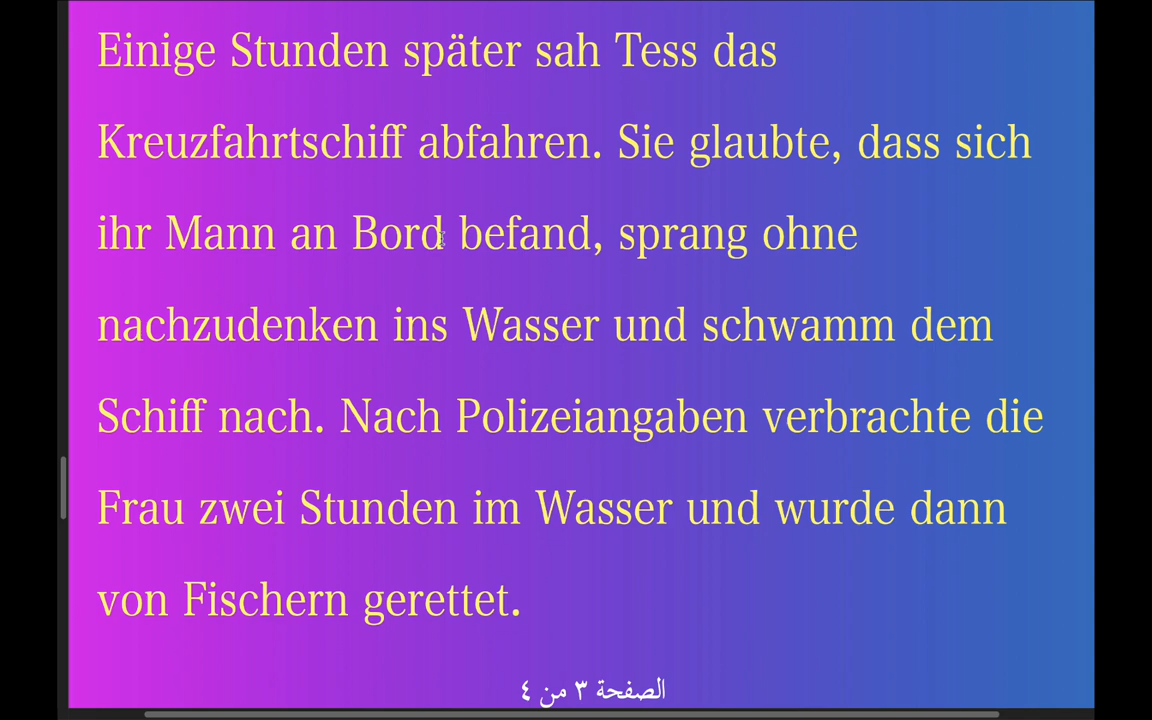 Einige Stunden später sah Tess das
Kreuzfahrtschiff abfahren. Sie glaubte, dass sich
ihr Mann an Bord befand, sprang ohne
nachzudenken ins Wasser und schwamm dem
Schiff nach. Nach Polizeiangaben verbrachte die
Frau zwei Stunden im Wasser und wurde dann
von Fischern gerettet.
الصفحة ٣ من ٤